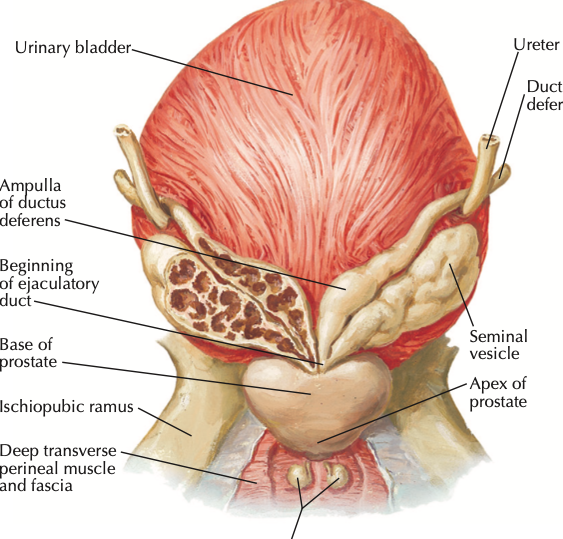 Urinary bladder
Ureter
Duct
defer
Ampulla
of ductus
deferens
Beginning
of ejaculatory
duct
Base of
prostate
Seminal
vesicle
Ischiopubic ramus
Apex of
prostate
Deep transverse
perineal muscle
and fascia